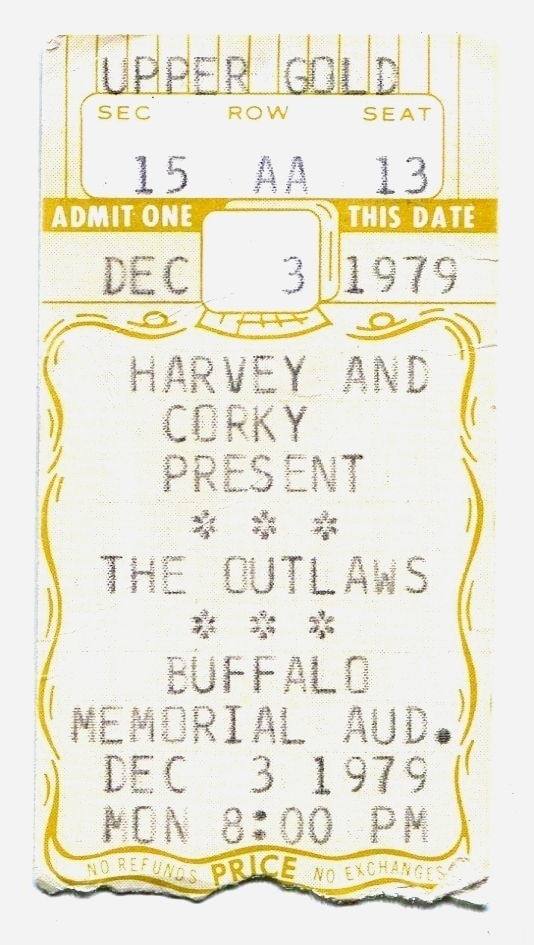 UPPER GOLD
SEC ROW SEAT
15 AA 13
ADMIT ONE THIS DATE
DEC 3 1979
HARVEY AND
CORKY
PRESENT
* * *
THE OUTLAWS
* * *
BUFFALO
MEMORIAL AUD.
DEC 3 1979
MON 8:00 PM
NO REFUNDS PRICE NO EXCHANGES